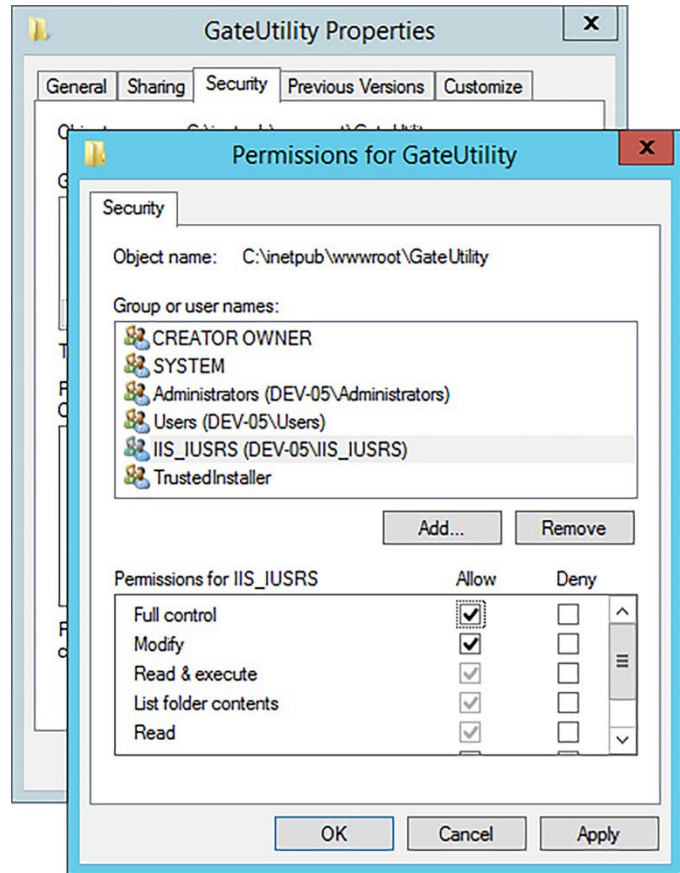 GateUtility Properties
x
General Sharing Security Previous Versions Customize
Permissions for GateUtility
x
Security
Object name: C:\inetpub\wwwroot\GateUtility
Group or user names:
CREATOR OWNER
SYSTEM
Administrators (DEV-05\Administrators)
Users (DEV-05\Users)
IIS_IUSRS (DEV-05\IIS_IUSRS)
TrustedInstaller
Add... Remove
Permissions for IIS_IUSRS Allow Deny
Full control
Modify
Read & execute
List folder contents
Read
OK Cancel Apply